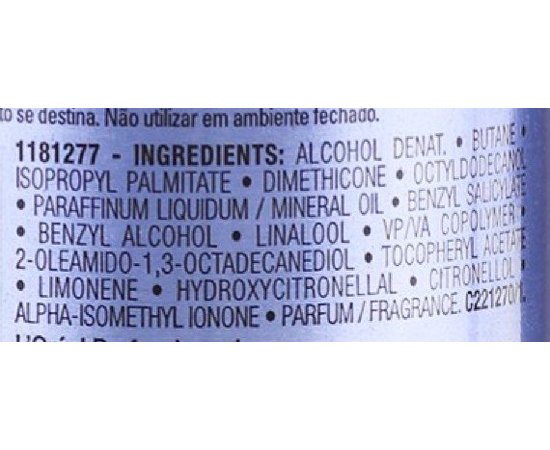 to se destina. Não utilizar em ambiente fechado.
1181277 - INGREDIENTS: ALCOHOL DENAT. • BUTANE •
ISOPROPYL PALMITATE • DIMETHICONE • OCTYLDODECANOL
• PARAFFINUM LIQUIDUM / MINERAL OIL • BENZYL SALICYLATE
• BENZYL ALCOHOL • LINALOOL • VP/VA COPOLYMER •
2-OLEAMIDO-1,3-OCTADECANEDIOL • TOCOPHERYL ACETATE
• LIMONENE • HYDROXYCITRONELLAL • CITRONELLOL •
ALPHA-ISOMETHYL IONONE • PARFUM / FRAGRANCE. C221270/1.